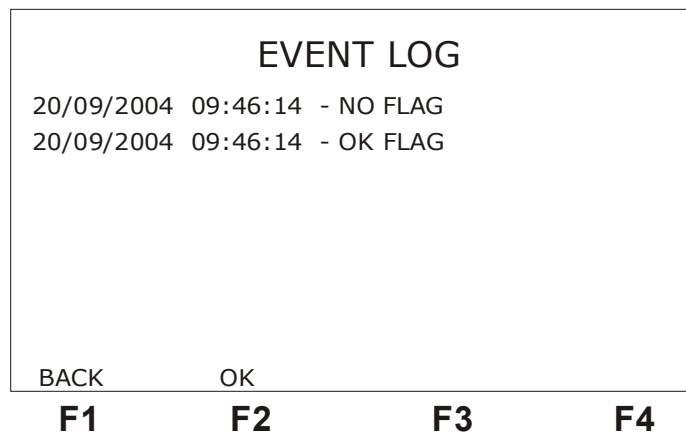 EVENT LOG
20/09/2004 09:46:14 - NO FLAG
20/09/2004 09:46:14 - OK FLAG
BACK OK
F1 F2 F3 F4